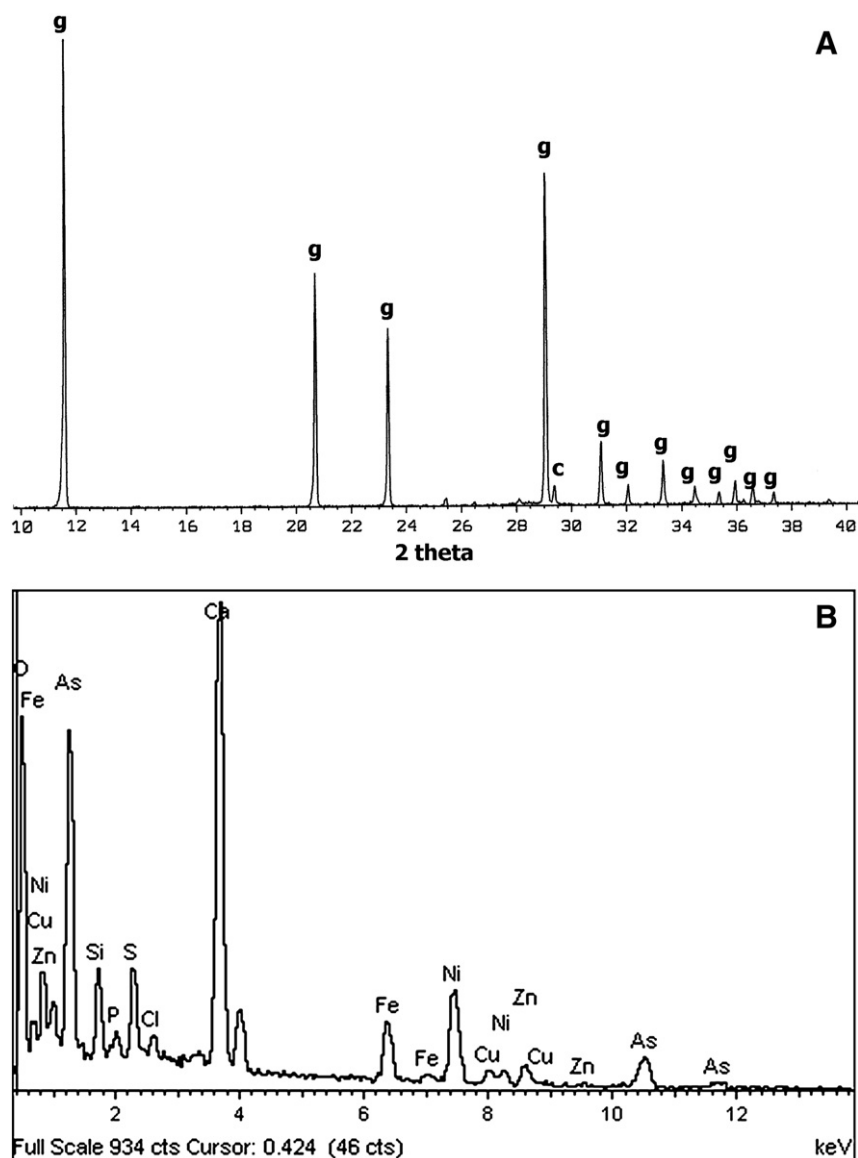 A
g
g
g
g
c
g
g
g
g
g
g
g
g
10 12 14 16 18 20 22 24 26 28 30 32 34 36 38 40
2 theta
B
Ca
O
Fe
As
Ni
Cu
Zn
Si
P
S
Cl
Fe
Fe
Ni
Cu
Ni
Zn
Cu
Zn
As
As
2 4 6 8 10 12
Full Scale 934 cts Cursor: 0.424 (46 cts)
keV